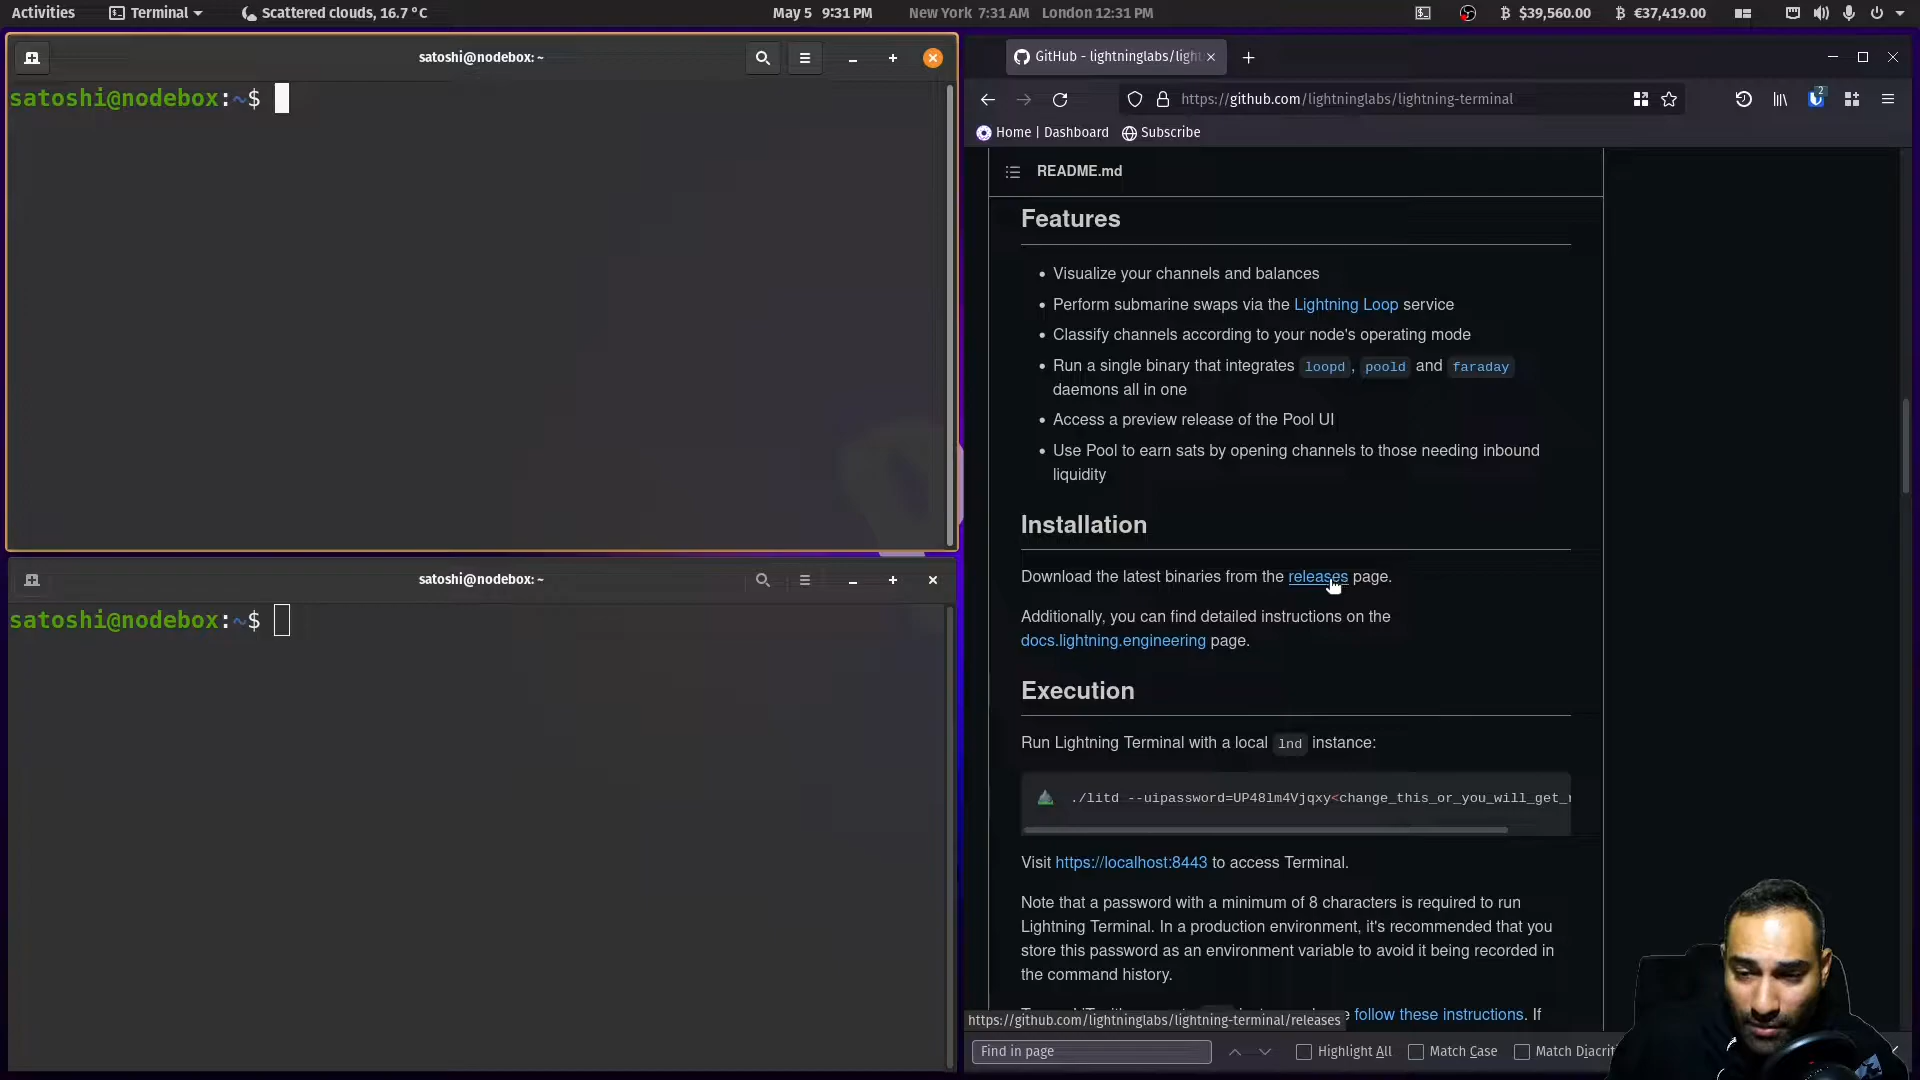 Activities Terminal Scattered clouds, 16.7 °C May 5 9:31 PM New York 7:31 AM London 12:31 PM $39,560.00 €37,419.00
satoshi@nodebox: ~
satoshi@nodebox:~$
satoshi@nodebox: ~
satoshi@nodebox:~$
GitHub - lightninglabs/light
https://github.com/lightninglabs/lightning-terminal
2
Home | Dashboard Subscribe
README.md
Features
• Visualize your channels and balances
• Perform submarine swaps via the Lightning Loop service
• Classify channels according to your node's operating mode
• Run a single binary that integrates loopd, poold and faraday
daemons all in one
• Access a preview release of the Pool UI
• Use Pool to earn sats by opening channels to those needing inbound
liquidity
Installation
Download the latest binaries from the releases page.
Additionally, you can find detailed instructions on the
docs.lightning.engineering page.
Execution
Run Lightning Terminal with a local lnd instance:
./litd --uipassword=UP48lm4Vjqxy<change_this_or_you_will_get_r
Visit https://localhost:8443 to access Terminal.
Note that a password with a minimum of 8 characters is required to run
Lightning Terminal. In a production environment, it's recommended that you
store this password as an environment variable to avoid it being recorded in
the command history.
follow these instructions. If
https://github.com/lightninglabs/lightning-terminal/releases
Find in page Highlight All Match Case Match Diacrit